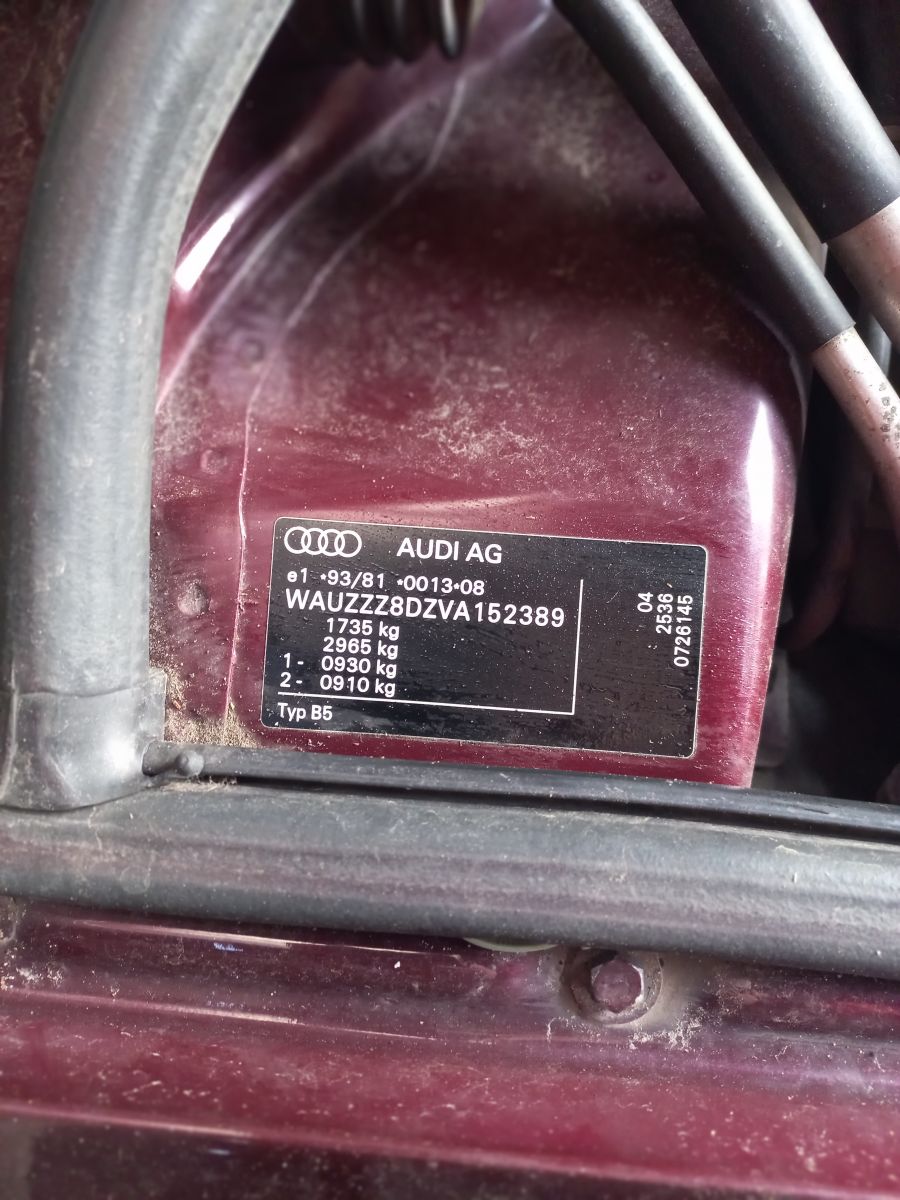 AUDI AG
e1 *93/81 *0013*08
WAUZZZ8DZVA152389
1735 kg
2965 kg
1- 0930 kg
2- 0910 kg
Typ B5
04
2536
0726145